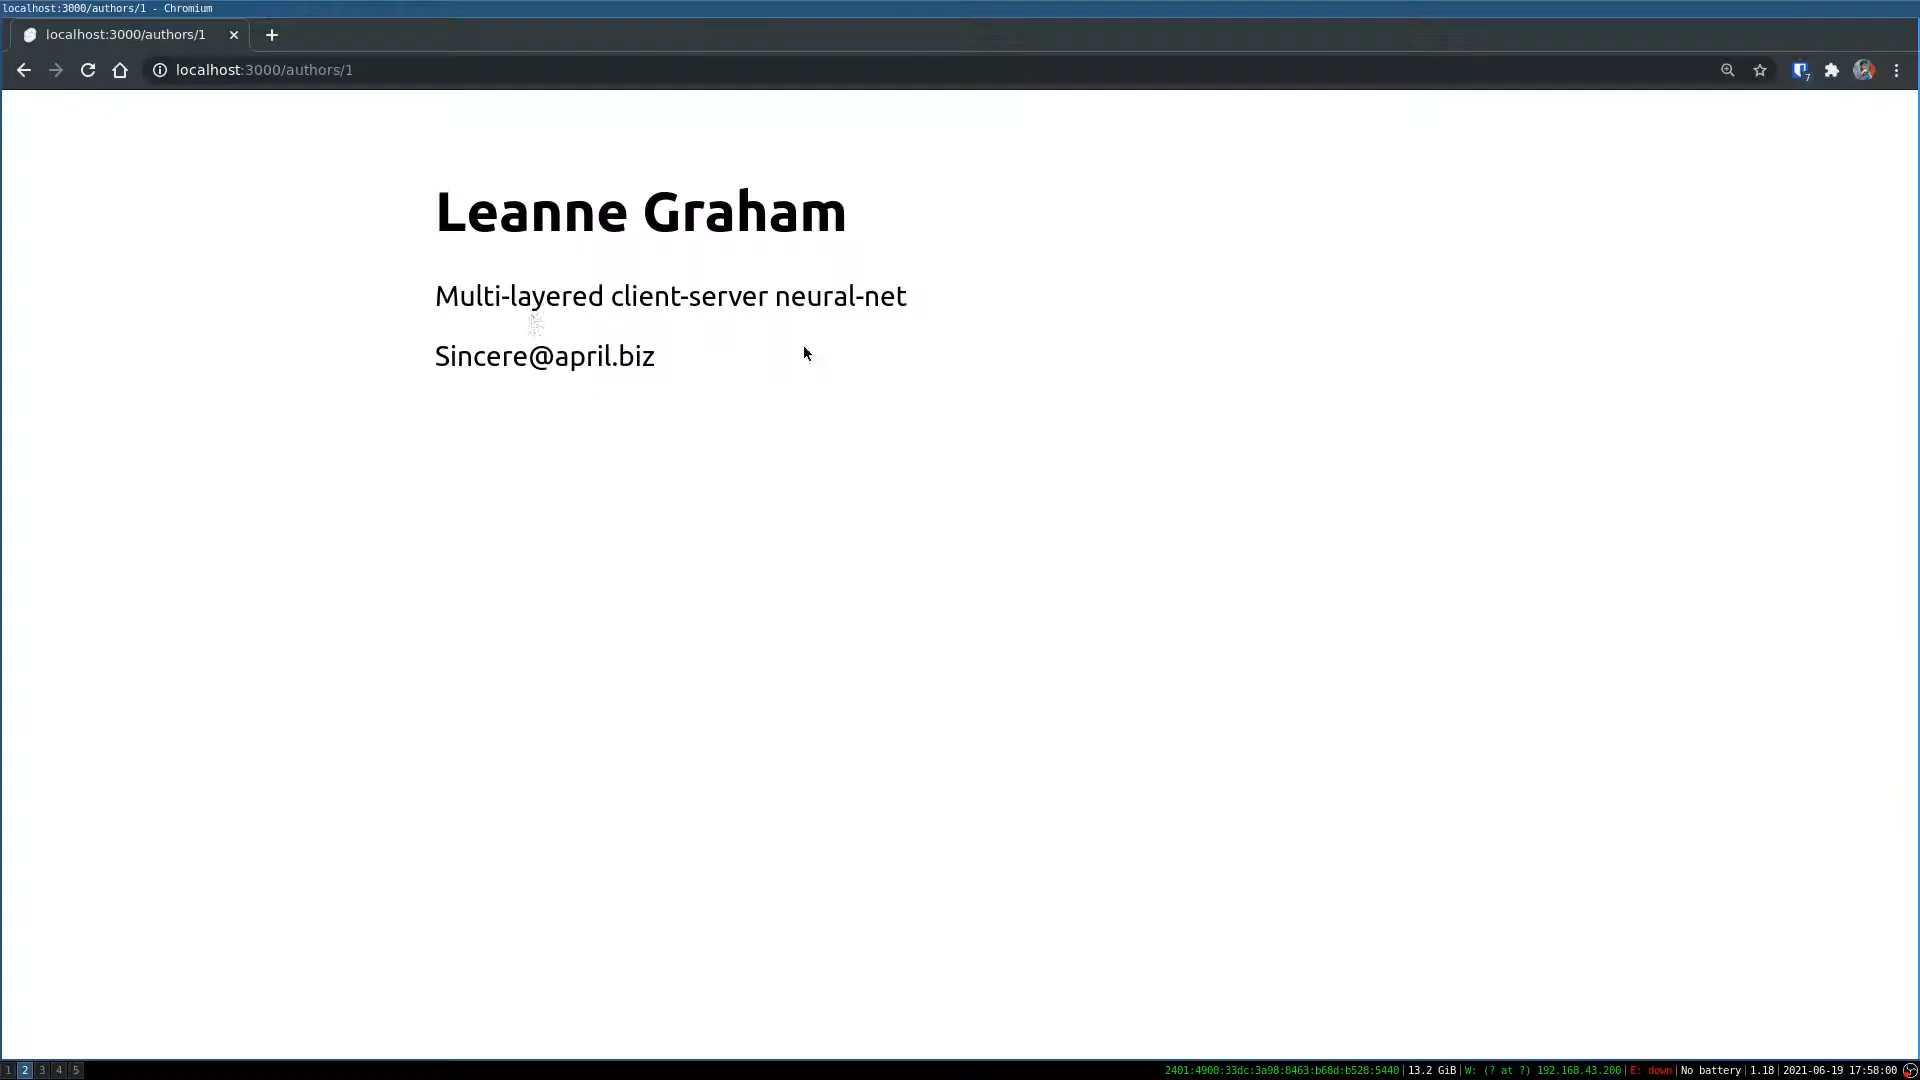 localhost:3000/authors/1 - Chromium
localhost:3000/authors/1
localhost:3000/authors/1
7
Leanne Graham
Multi-layered client-server neural-net
Sincere@april.biz
1 2 3 4 5
2401:4900:33dc:3a98:8463:b68d:b528:5440|13.2 GiB|W: (? at ?) 192.168.43.200|E: down|No battery|1.18|2021-06-19 17:58:00